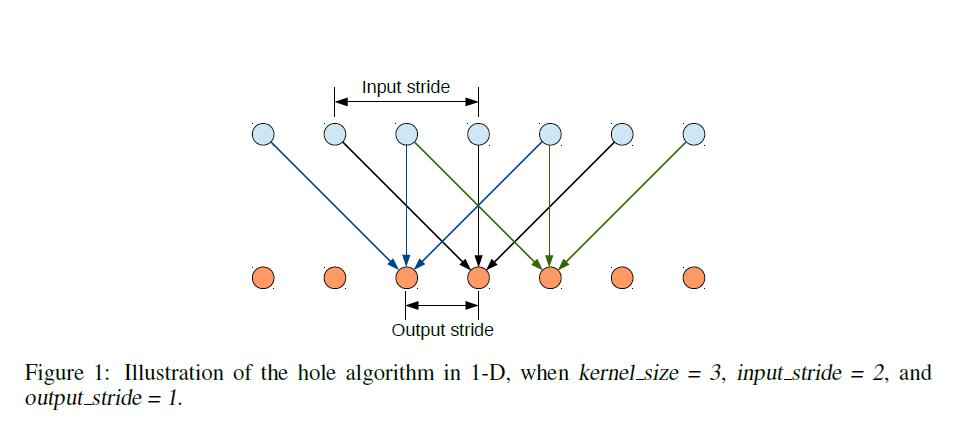 Input stride
Output stride
Figure 1: Illustration of the hole algorithm in 1-D, when kernel_size = 3, input_stride = 2, and
output_stride = 1.